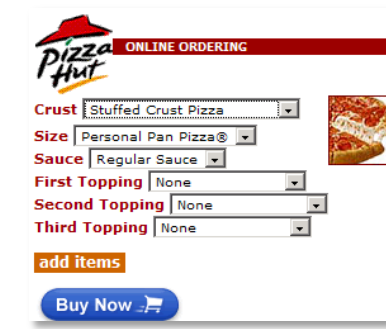 Pizza
Hut
ONLINE ORDERING
Crust Stuffed Crust Pizza
Size Personal Pan Pizza®
Sauce Regular Sauce
First Topping None
Second Topping None
Third Topping None
add items
Buy Now